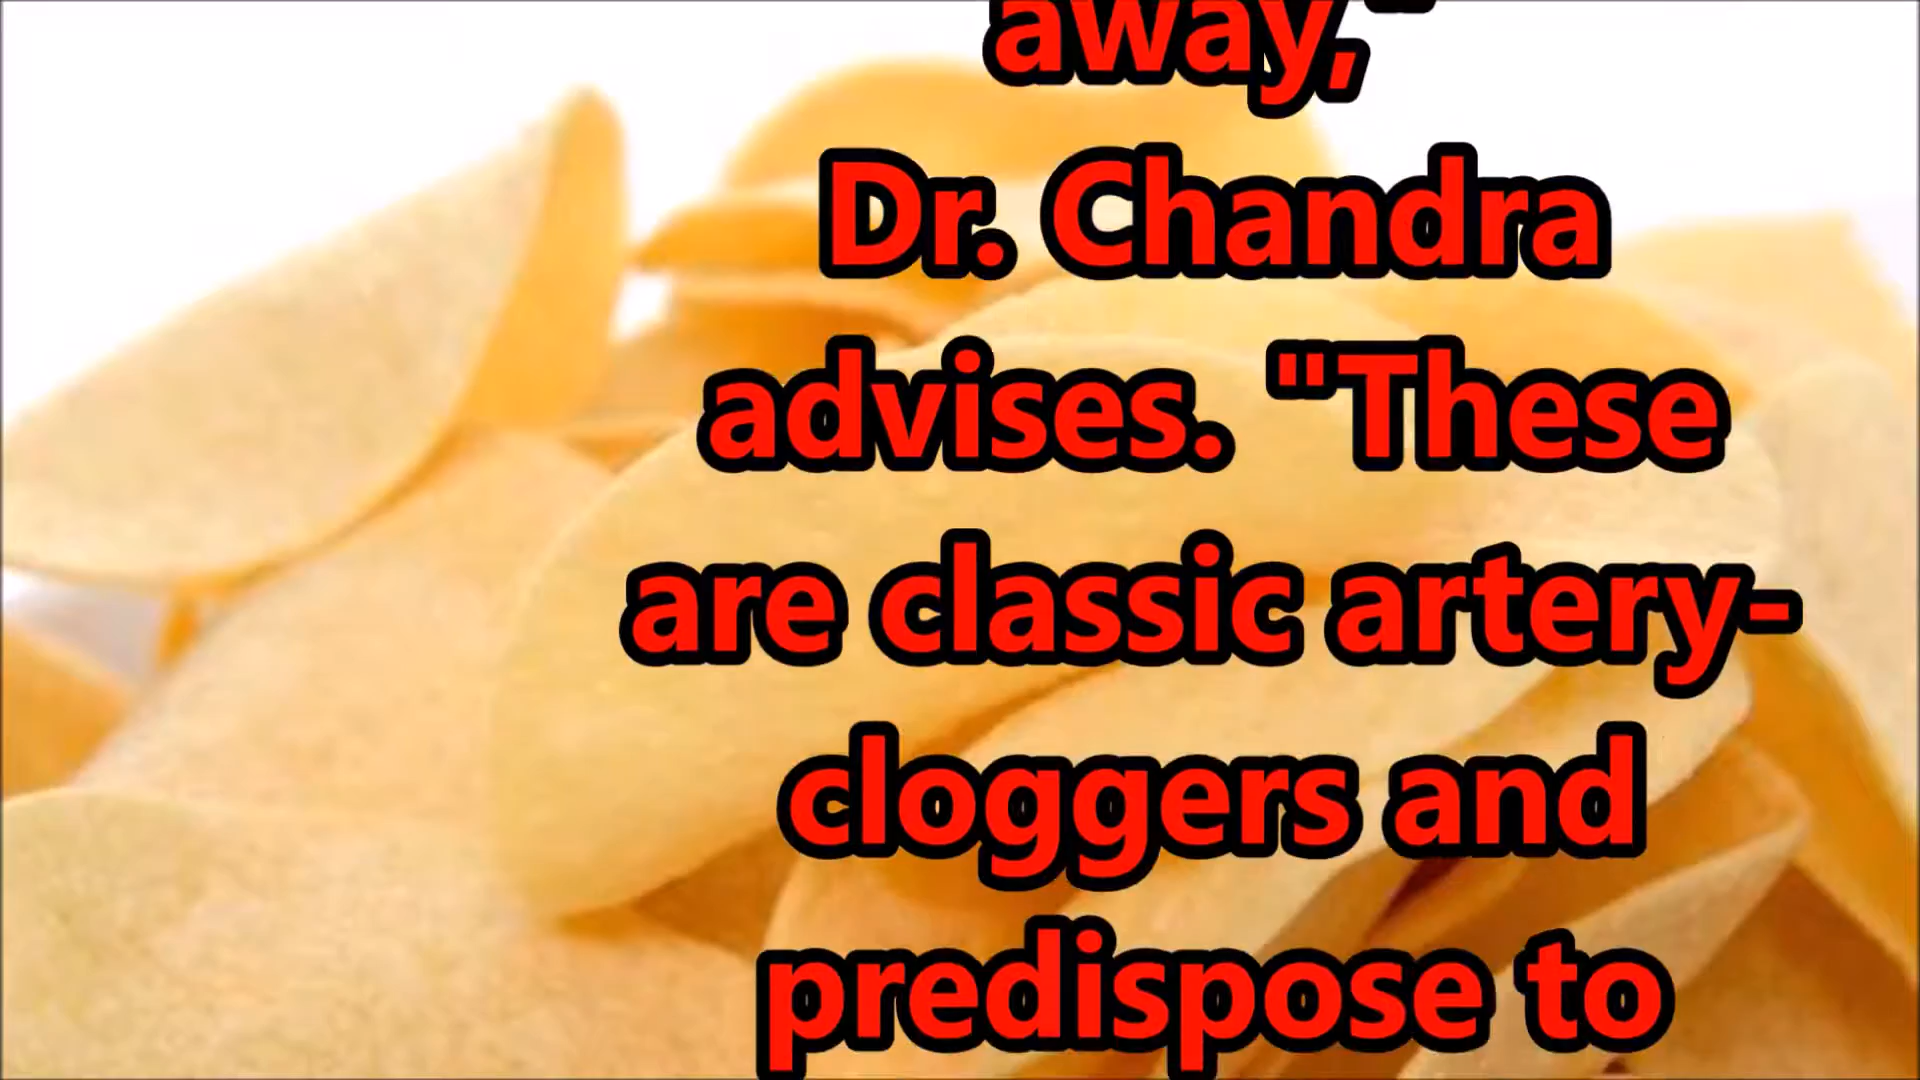 away,"
Dr. Chandra
advises. "These
are classic artery-
cloggers and
predispose to